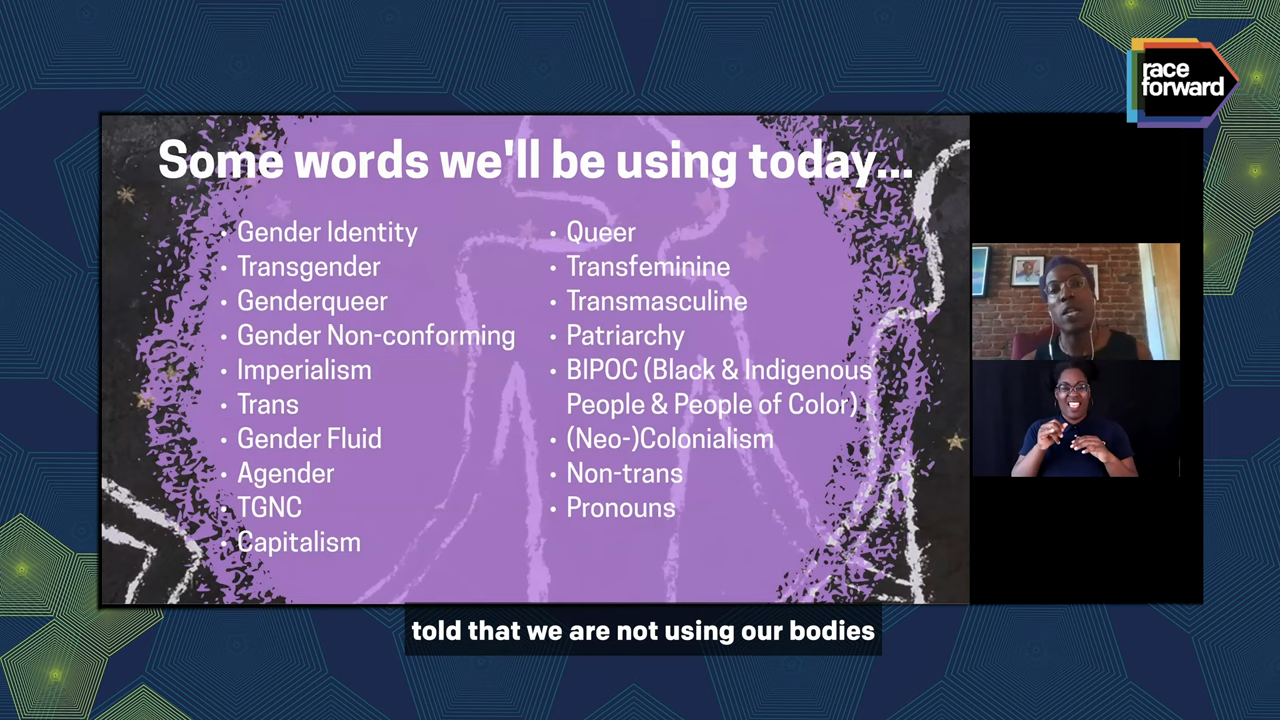 race
forward
Some words we'll be using today...
• Gender Identity
• Transgender
• Genderqueer
• Gender Non-conforming
• Imperialism
• Trans
• Gender Fluid
• Agender
• TGNC
• Capitalism
• Queer
• Transfeminine
• Transmasculine
• Patriarchy
• BIPOC (Black & Indigenous
People & People of Color)
• (Neo-)Colonialism
• Non-trans
• Pronouns
told that we are not using our bodies